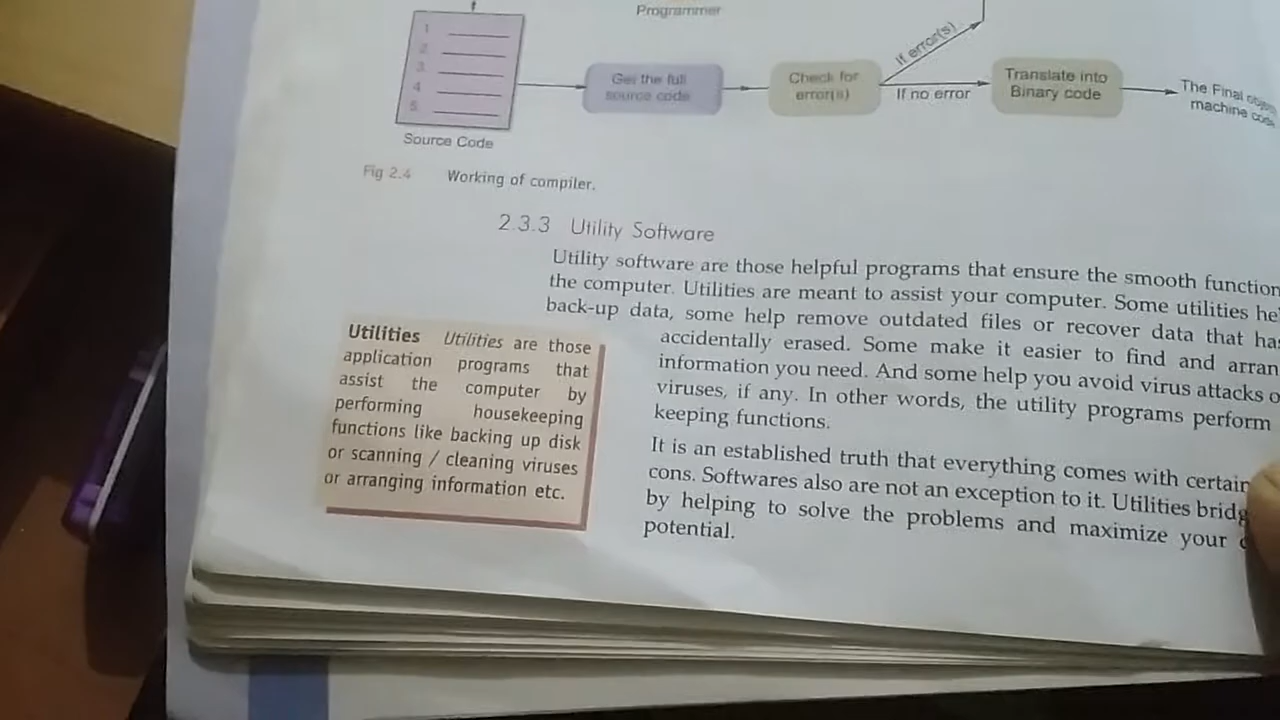 Programmer
If error(s)
1
2.
3.
4
5.
Get the full
source code
Check for
error(s)
If no error
Translate into
Binary code
The Final
machine code
Source Code
Fig 2.4 Working of compiler.
2.3.3 Utility Software
Utility software are those helpful programs that ensure the smooth function
the computer. Utilities are meant to assist your computer. Some utilities he
back-up data, some help remove outdated files or recover data that has
accidentally erased. Some make it easier to find and arran
information you need. And some help you avoid virus attacks o
viruses, if any. In other words, the utility programs perform
keeping functions.
It is an established truth that everything comes with certain
cons. Softwares also are not an exception to it. Utilities bridg
by helping to solve the problems and maximize your
potential.
Utilities Utilities are those
application programs that
assist the computer by
performing housekeeping
functions like backing up disk
or scanning / cleaning viruses
or arranging information etc.